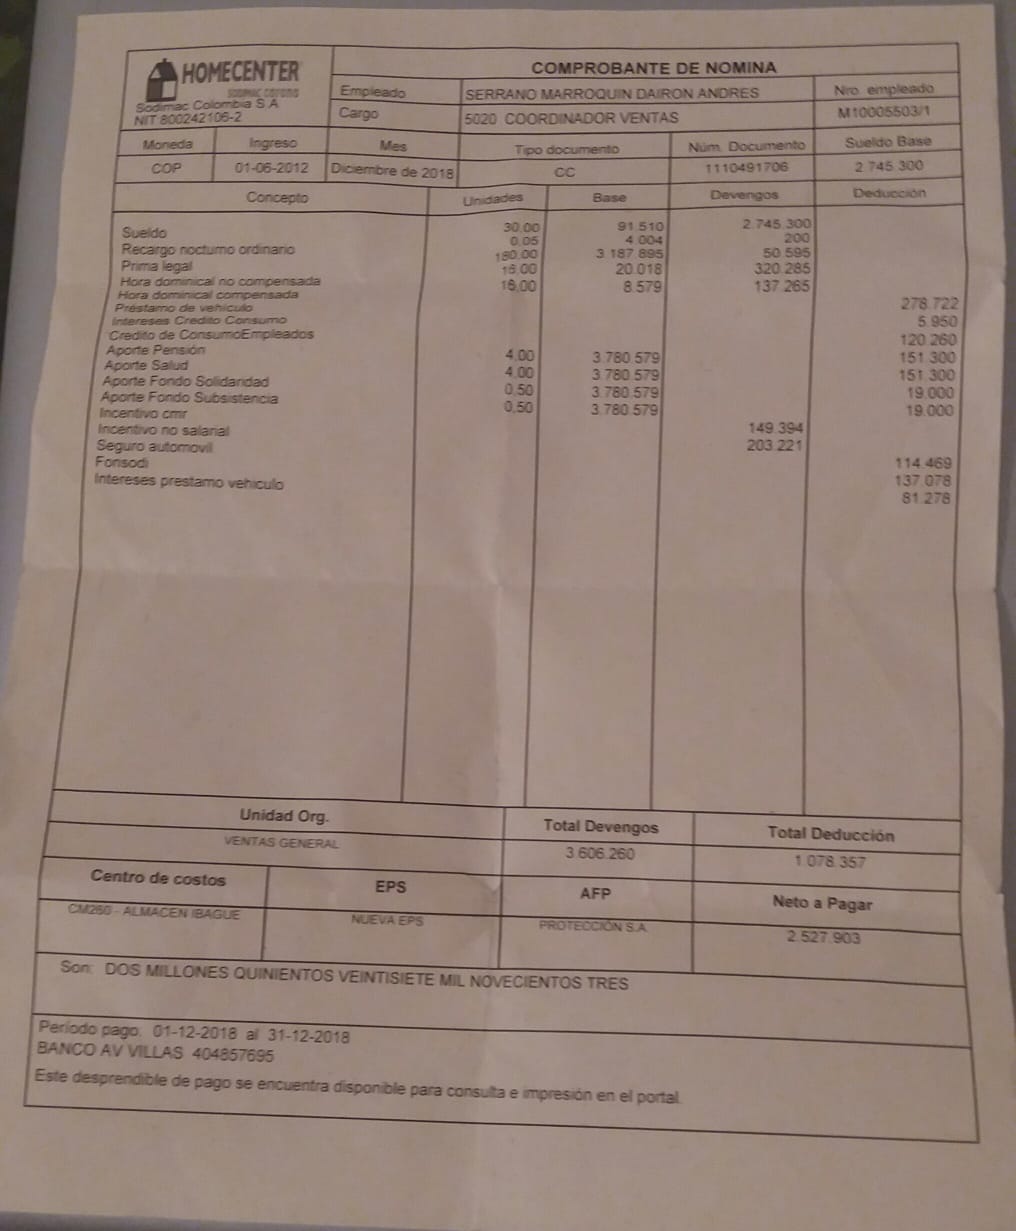 HOMECENTER
SODIMAC CORONA
Sodimac Colombia S.A
NIT 800242106-2
COMPROBANTE DE NOMINA
Empleado SERRANO MARROQUIN DAIRON ANDRES Nro. empleado
Cargo 5020 COORDINADOR VENTAS M10005503/1
Moneda Ingreso Mes Tipo documento Núm. Documento Sueldo Base
COP 01-06-2012 Diciembre de 2018 CC 1110491706 2.745.300
Concepto Unidades Base Devengos Deducción
Sueldo 30,00 91.510 2.745.300
Recargo nocturno ordinario 0,05 4.004 200
Prima legal 180,00 3.187.895 50.595
Hora dominical no compensada 16,00 20.018 320.285
Hora dominical compensada 16,00 8.579 137.265
Préstamo de vehículo 278.722
Intereses Credito Consumo 5.950
Credito de ConsumoEmpleados 120.260
Aporte Pensión 4,00 3.780.579 151.300
Aporte Salud 4,00 3.780.579 151.300
Aporte Fondo Solidaridad 0,50 3.780.579 19.000
Aporte Fondo Subsistencia 0,50 3.780.579 19.000
Incentivo cmr 149.394
Incentivo no salarial 203.221
Seguro automovil 114.469
Fonsodi 137.078
Intereses prestamo vehiculo 81.278
Unidad Org. Total Devengos Total Deducción
VENTAS GENERAL 3.606.260 1.078.357
Centro de costos EPS AFP Neto a Pagar
CM260 - ALMACEN IBAGUE NUEVA EPS PROTECCIÓN S.A. 2.527.903
Son: DOS MILLONES QUINIENTOS VEINTISIETE MIL NOVECIENTOS TRES
Período pago: 01-12-2018 al 31-12-2018
BANCO AV VILLAS 404857695
Este desprendible de pago se encuentra disponible para consulta e impresión en el portal.